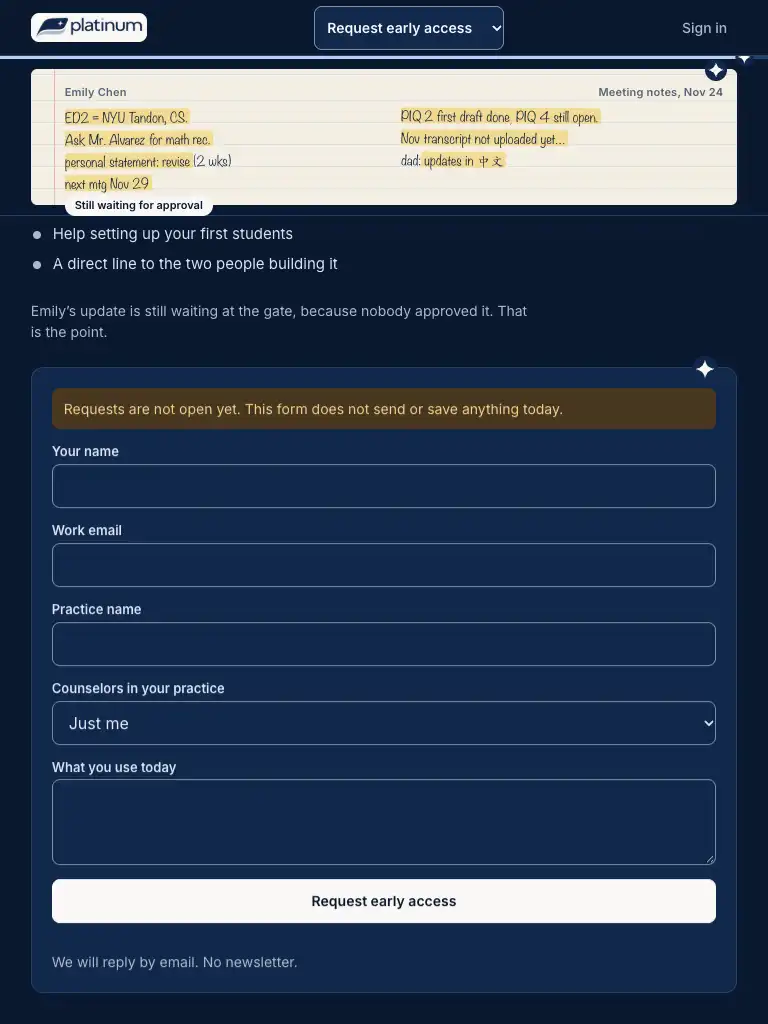 platinum
Request early access
Sign in
Emily Chen
Meeting notes, Nov 24
ED2 = NYU Tandon, CS.
Ask Mr. Alvarez for math rec.
personal statement: revise (2 wks)
next mtg Nov 29
PIQ 2 first draft done, PIQ 4 still open.
Nov transcript not uploaded yet...
dad: updates in 中文
Still waiting for approval
Help setting up your first students
A direct line to the two people building it
Emily’s update is still waiting at the gate, because nobody approved it. That
is the point.
Requests are not open yet. This form does not send or save anything today.
Your name
Work email
Practice name
Counselors in your practice
Just me
What you use today
Request early access
We will reply by email. No newsletter.